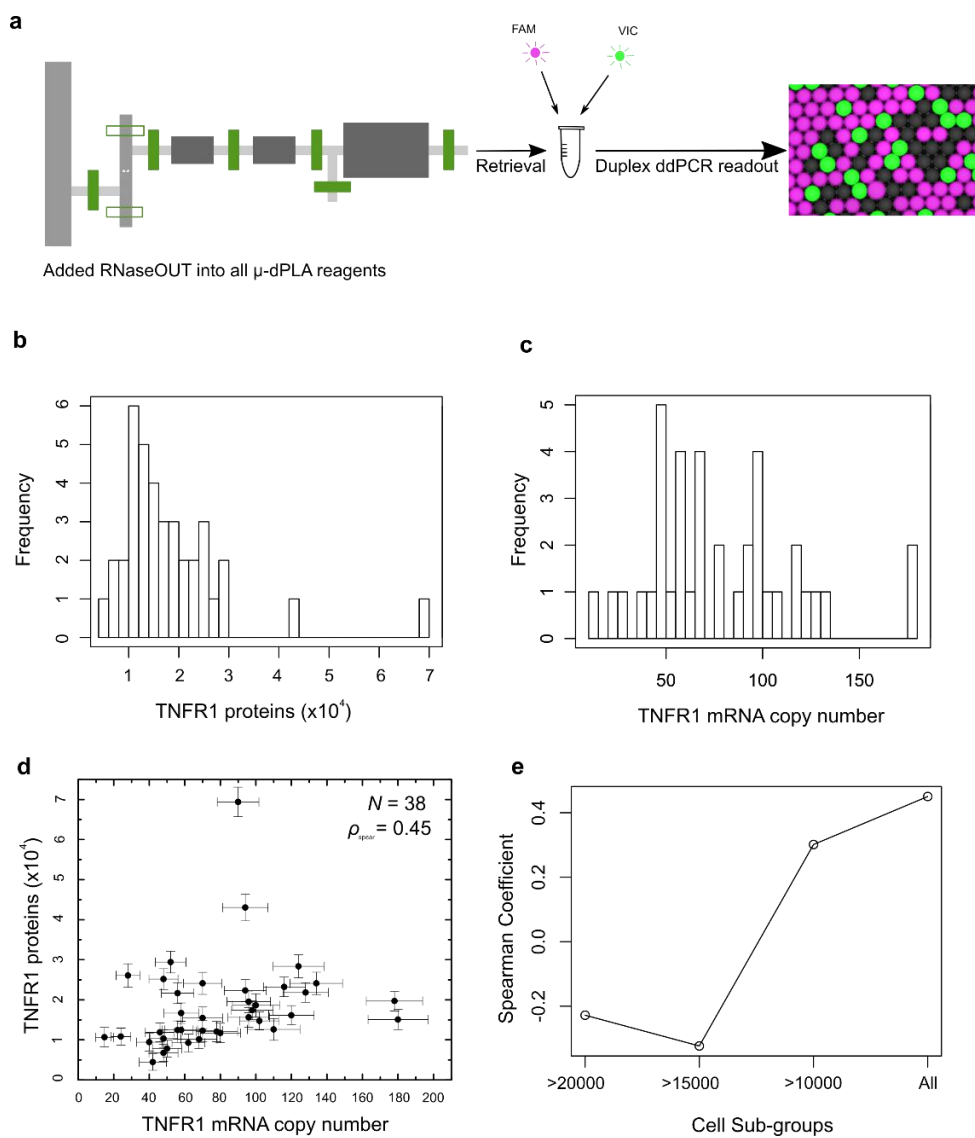 a
FAM
VIC
Retrieval
Duplex ddPCR readout
Added RNaseOUT into all µ-dPLA reagents
b
Frequency
0
1
2
3
4
5
6
1 2 3 4 5 6 7
TNFR1 proteins (x10⁴)
c
Frequency
0
1
2
3
4
5
50 100 150
TNFR1 mRNA copy number
d
N = 38
ρspear = 0.45
TNFR1 proteins (x10⁴)
7
6
5
4
3
2
1
0
0 20 40 60 80 100 120 140 160 180 200
TNFR1 mRNA copy number
e
Spearman Coefficient
0.4
0.2
0.0
-0.2
>20000 >15000 >10000 All
Cell Sub-groups